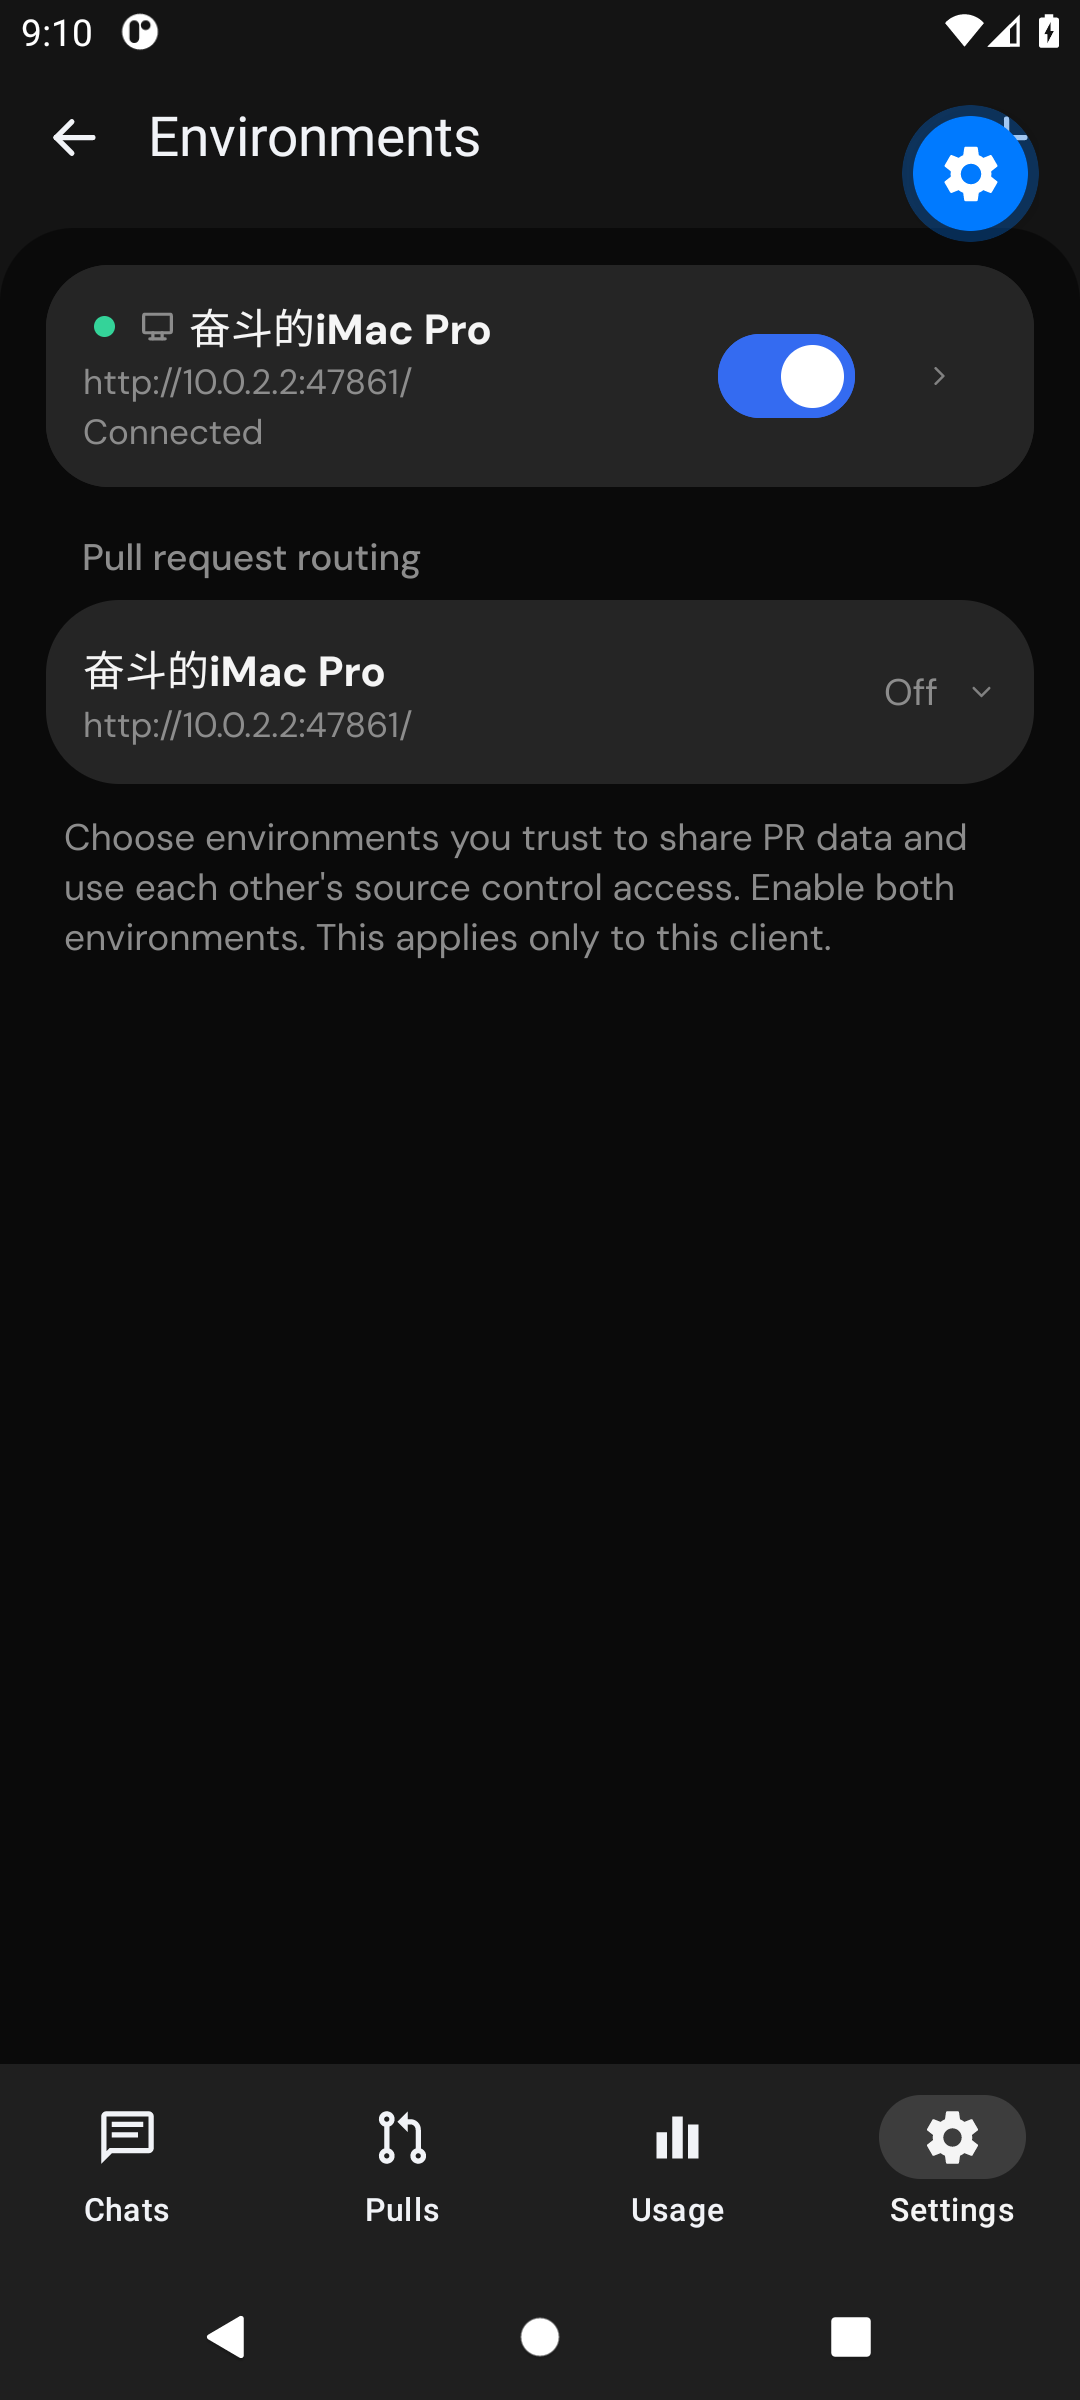 9:10
Environments
奋斗的iMac Pro
http://10.0.2.2:47861/
Connected
Pull request routing
奋斗的iMac Pro
http://10.0.2.2:47861/
Off
Choose environments you trust to share PR data and
use each other's source control access. Enable both
environments. This applies only to this client.
Chats
Pulls
Usage
Settings